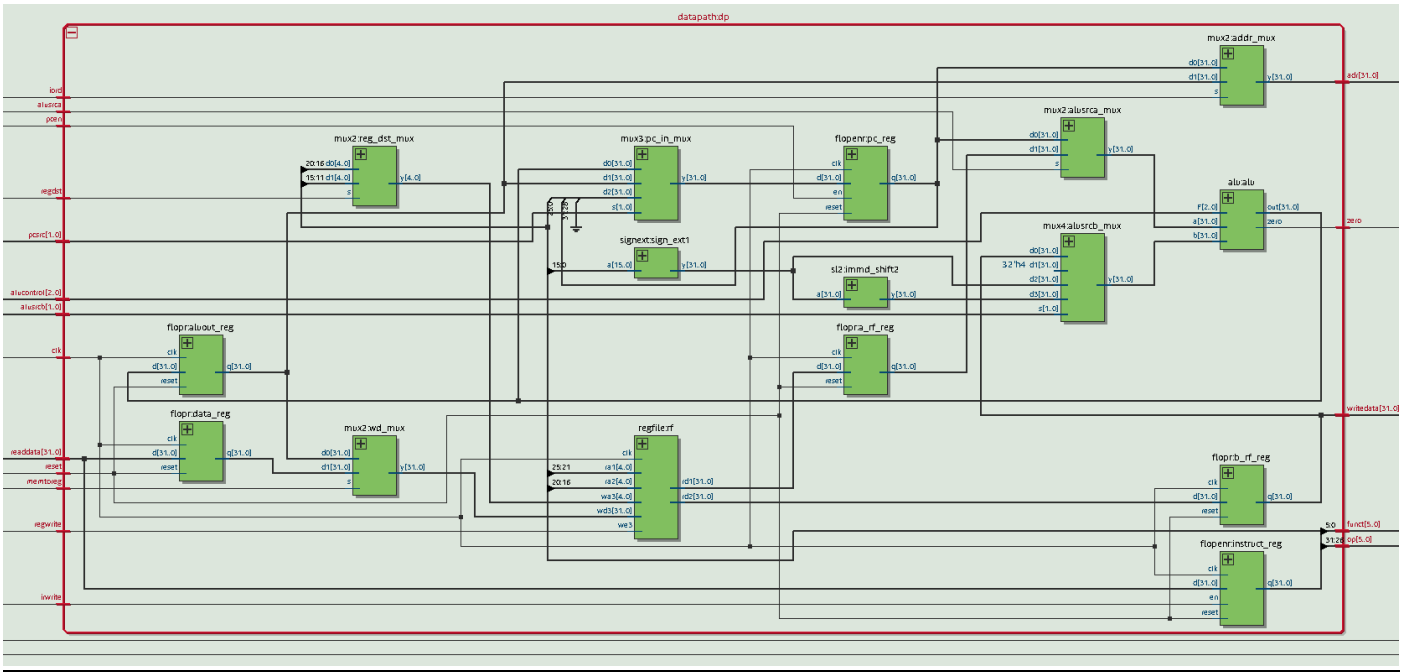 datapath:dp
mux2:addr_mux
d0[31..0]
d1[31..0]
s
y[31..0]
adr[31..0]
iord
alusrca
pcen
mux2:alusrca_mux
d0[31..0]
d1[31..0]
s
y[31..0]
mux2:reg_dst_mux
20:16 d0[4..0]
15:11 d1[4..0]
s
y[4..0]
mux3:pc_in_mux
d0[31..0]
d1[31..0]
d2[31..0]
s[1..0]
y[31..0]
25:0
31:28
flopenr:pc_reg
clk
d[31..0]
en
reset
q[31..0]
alu:alu
f[2..0]
a[31..0]
b[31..0]
out[31..0]
zero
zero
regdst
pcsrc[1..0]
signext:sign_ext1
15:0
a[15..0]
y[31..0]
sl2:immd_shift2
a[31..0]
y[31..0]
mux4:alusrcb_mux
d0[31..0]
32'h4 d1[31..0]
d2[31..0]
d3[31..0]
s[1..0]
y[31..0]
alucontrol[2..0]
alusrcb[1..0]
flopr:aluout_reg
clk
d[31..0]
reset
q[31..0]
clk
flopr:a_rf_reg
clk
d[31..0]
reset
q[31..0]
flopr:data_reg
clk
d[31..0]
reset
q[31..0]
mux2:wd_mux
d0[31..0]
d1[31..0]
s
y[31..0]
regfile:rf
clk
25:21 ra1[4..0]
20:16 ra2[4..0]
wa3[4..0]
wd3[31..0]
we3
rd1[31..0]
rd2[31..0]
writedata[31..0]
readdata[31..0]
reset
memtoreg
regwrite
flopr:b_rf_reg
clk
d[31..0]
reset
q[31..0]
5:0 funct[5..0]
31:26 op[5..0]
flopenr:instruct_reg
clk
d[31..0]
en
reset
q[31..0]
irwrite